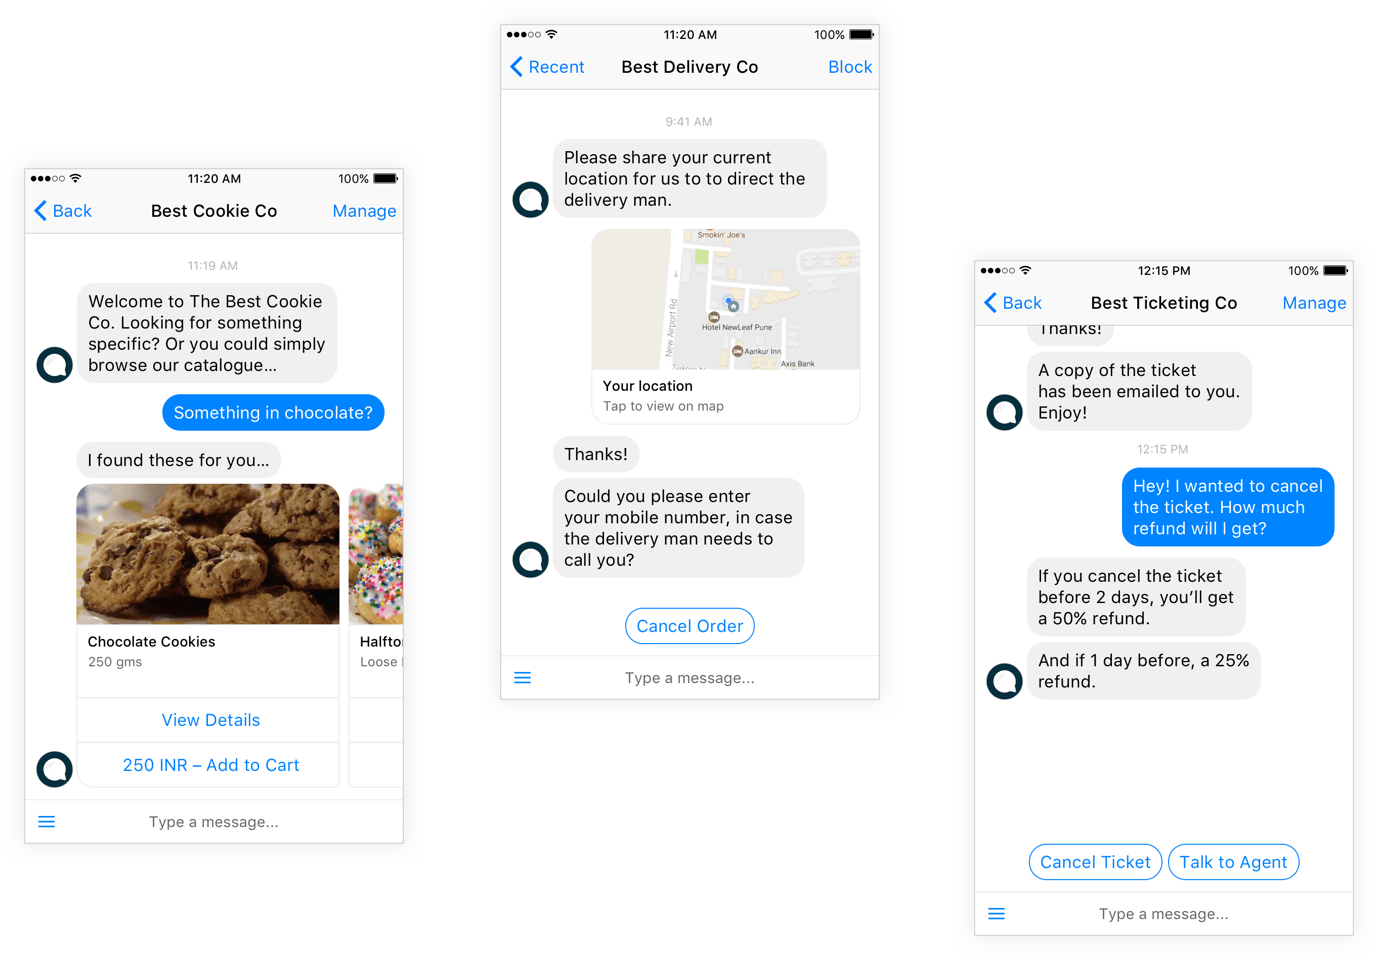 11:20 AM
100%
Back
Best Cookie Co
Manage
11:19 AM
Welcome to The Best Cookie
Co. Looking for something
specific? Or you could simply
browse our catalogue...
Something in chocolate?
I found these for you...
Chocolate Cookies
250 gms
View Details
250 INR – Add to Cart
Halfto
Loose
Type a message...
11:20 AM
100%
Recent
Best Delivery Co
Block
9:41 AM
Please share your current
location for us to to direct the
delivery man.
Smokin' Joe's
New Airport Rd
Hotel NewLeaf Pune
Aankur Inn
Axis Bank
Your location
Tap to view on map
Thanks!
Could you please enter
your mobile number, in case
the delivery man needs to
call you?
Cancel Order
Type a message...
12:15 PM
100%
Back
Best Ticketing Co
Manage
Thanks!
A copy of the ticket
has been emailed to you.
Enjoy!
12:15 PM
Hey! I wanted to cancel
the ticket. How much
refund will I get?
If you cancel the ticket
before 2 days, you'll get
a 50% refund.
And if 1 day before, a 25%
refund.
Cancel Ticket
Talk to Agent
Type a message...